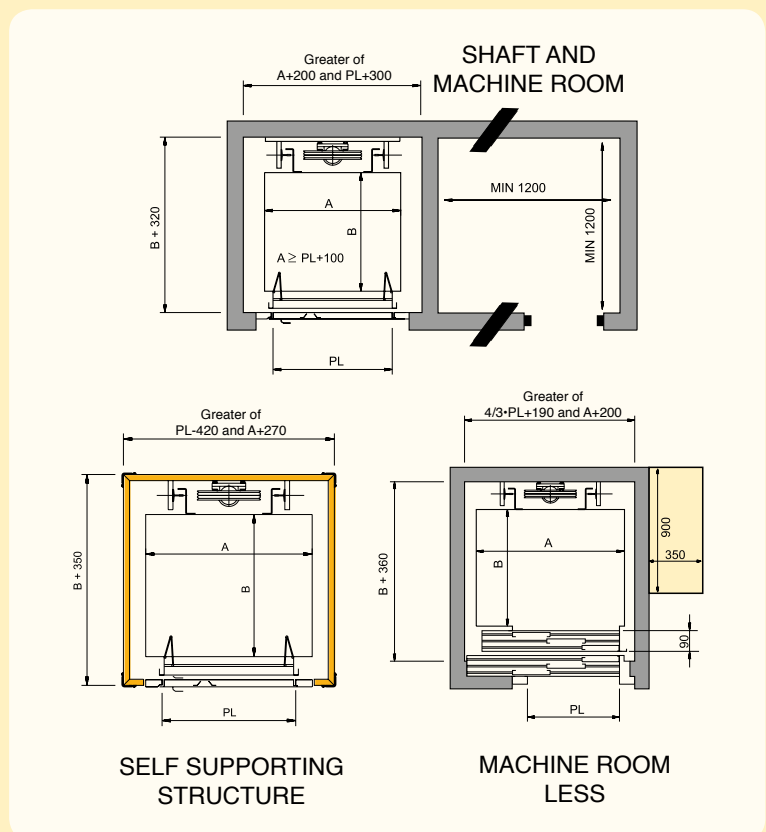 SHAFT AND
MACHINE ROOM
Greater of
A+200 and PL+300
B + 320
A
B
A ≥ PL+100
PL
MIN 1200
MIN 1200
Greater of
PL-420 and A+270
B + 350
A
B
PL
SELF SUPPORTING
STRUCTURE
Greater of
4/3•PL+190 and A+200
B + 360
A
B
900
350
90
PL
MACHINE ROOM
LESS